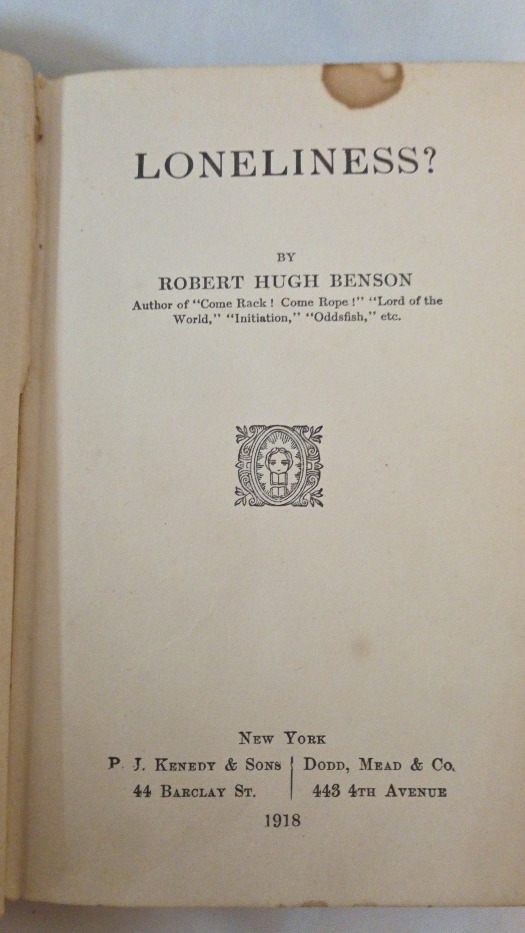 LONELINESS?
BY
ROBERT HUGH BENSON
Author of "Come Rack! Come Rope!" "Lord of the
World," "Initiation," "Oddsfish," etc.
NEW YORK
P. J. KENEDY & SONS
44 BARCLAY ST.
DODD, MEAD & CO.
443 4TH AVENUE
1918